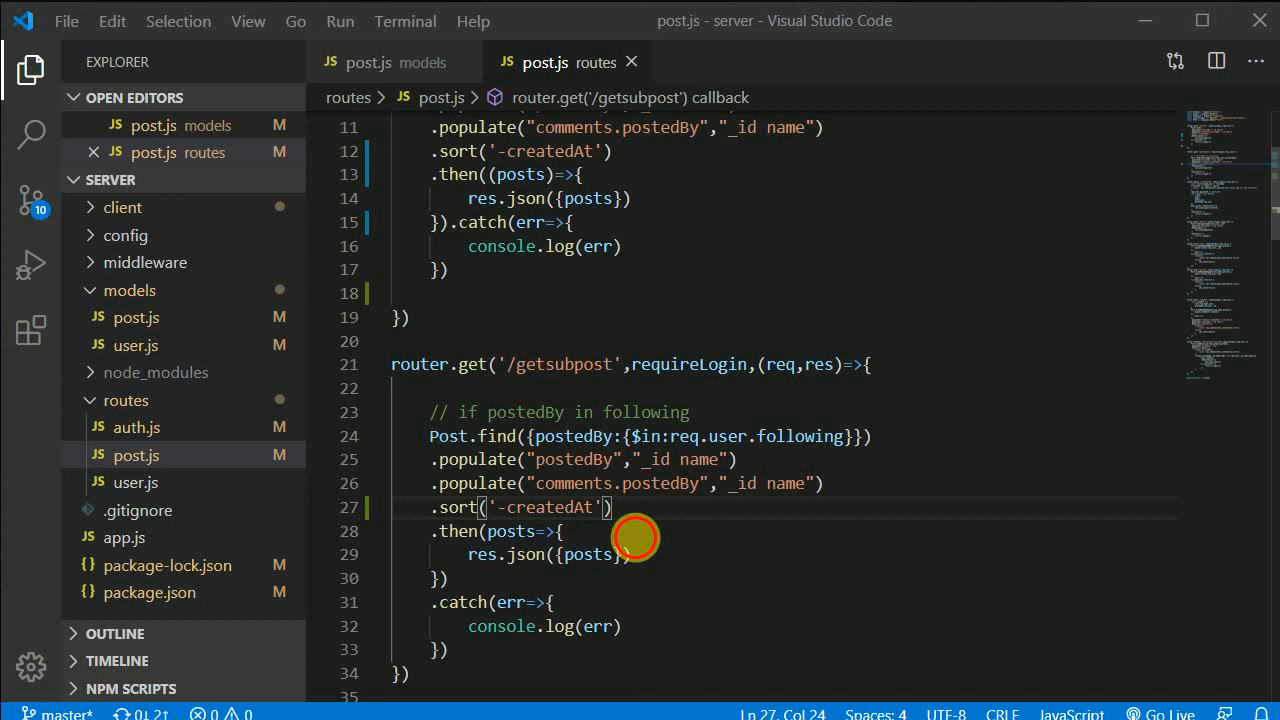 File Edit Selection View Go Run Terminal Help post.js - server - Visual Studio Code
EXPLORER
OPEN EDITORS
JS post.js models M
JS post.js routes M
SERVER
client
config
middleware
models
JS post.js M
JS user.js M
node_modules
routes
JS auth.js M
JS post.js M
JS user.js M
.gitignore
JS app.js
{} package-lock.json M
{} package.json M
OUTLINE
TIMELINE
NPM SCRIPTS
10
JS post.js models
JS post.js routes
routes > JS post.js > router.get('/getsubpost') callback
11 .populate("comments.postedBy","_id name")
12 .sort('-createdAt')
13 .then((posts)=>{
14 res.json({posts})
15 }).catch(err=>{
16 console.log(err)
17 })
18
19 })
20
21 router.get('/getsubpost',requireLogin,(req,res)=>{
22
23 // if postedBy in following
24 Post.find({postedBy:{$in:req.user.following}})
25 .populate("postedBy","_id name")
26 .populate("comments.postedBy","_id name")
27 .sort('-createdAt')
28 .then(posts=>{
29 res.json({posts})
30 })
31 .catch(err=>{
32 console.log(err)
33 })
34 })
35
master* 0↓ 2↑ 0 0 Ln 27, Col 24 Spaces: 4 UTF-8 CRLF JavaScript Go Live